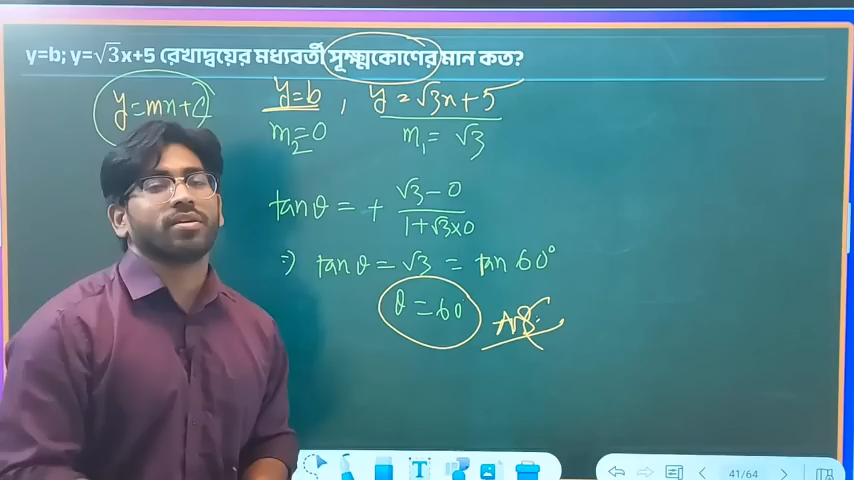 y=b; y=√3x+5 রেখাদ্বয়ের মধ্যবর্তী সূক্ষ্মকোণের মান কত?
y=mx+c
y=b , y=√3x+5
m₂=0 m₁=√3
tanθ = + (√3-0)/(1+√3×0)
⇒ tanθ = √3 = tan 60°
θ = 60
Ans:
T
41/64